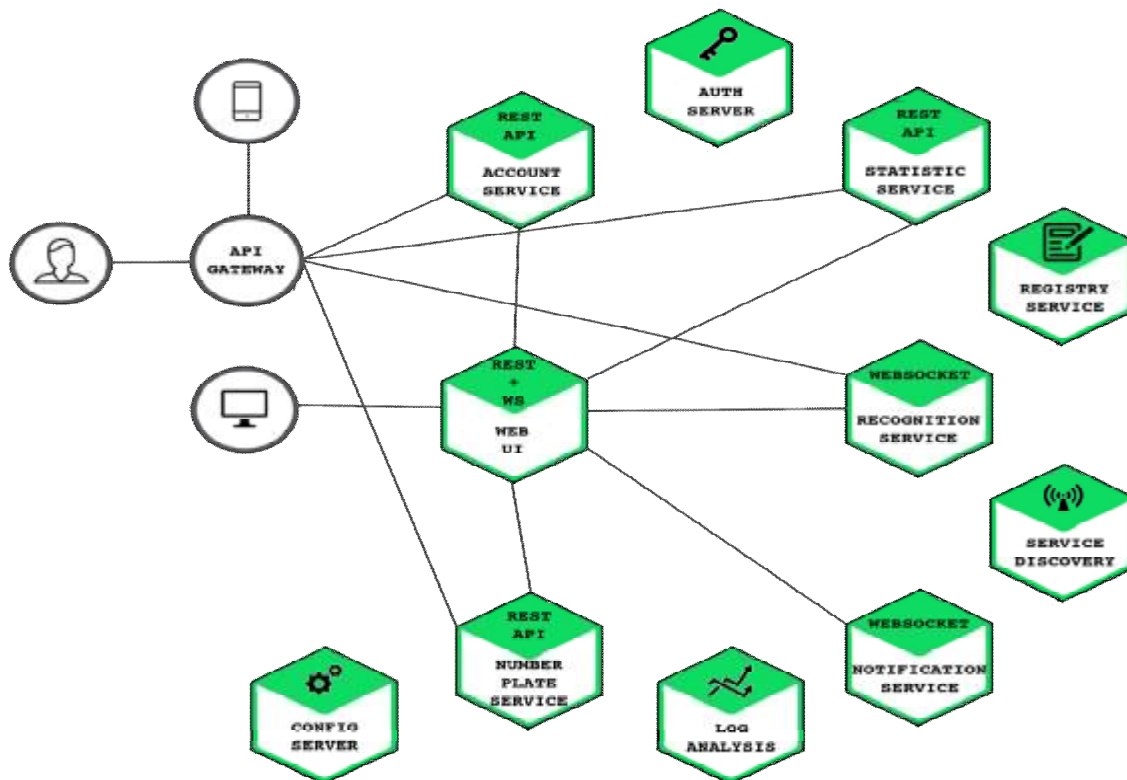 AUTH
SERVER
REST
API
ACCOUNT
SERVICE
REST
API
STATISTIC
SERVICE
API
GATEWAY
REGISTRY
SERVICE
REST
+
WS
WEB
UI
WEBSOCKET
RECOGNITION
SERVICE
SERVICE
DISCOVERY
REST
API
NUMBER
PLATE
SERVICE
WEBSOCKET
NOTIFICATION
SERVICE
CONFIG
SERVER
LOG
ANALYSIS